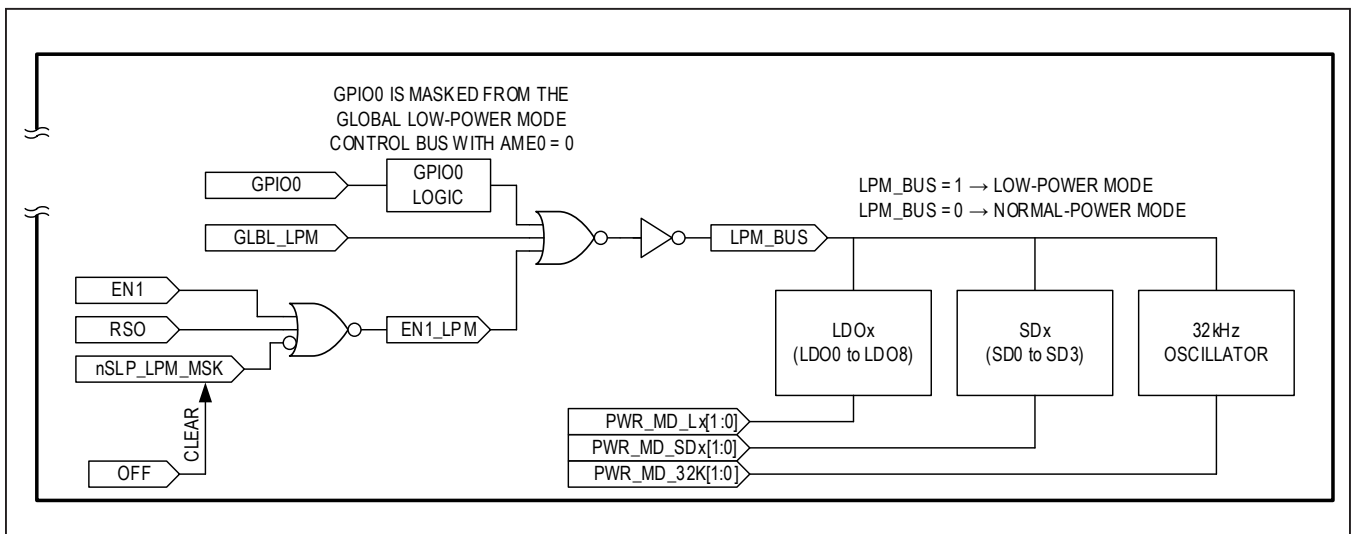 GPIO0 IS MASKED FROM THE
GLOBAL LOW-POWER MODE
CONTROL BUS WITH AME0 = 0
GPIO0
GPIO0
LOGIC
LPM_BUS = 1 → LOW-POWER MODE
LPM_BUS = 0 → NORMAL-POWER MODE
GLBL_LPM
LPM_BUS
EN1
RSO
EN1_LPM
nSLP_LPM_MSK
LDOx
(LDO0 to LDO8)
SDx
(SD0 to SD3)
32kHz
OSCILLATOR
CLEAR
OFF
PWR_MD_Lx[1:0]
PWR_MD_SDx[1:0]
PWR_MD_32K[1:0]